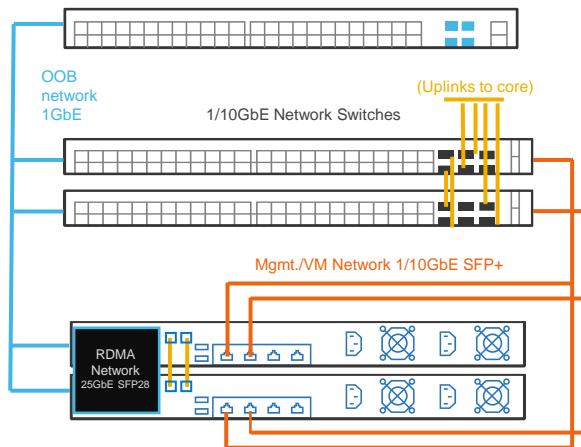 OOB
network
1GbE
(Uplinks to core)
1/10GbE Network Switches
Mgmt./VM Network 1/10GbE SFP+
RDMA
Network
25GbE SFP28